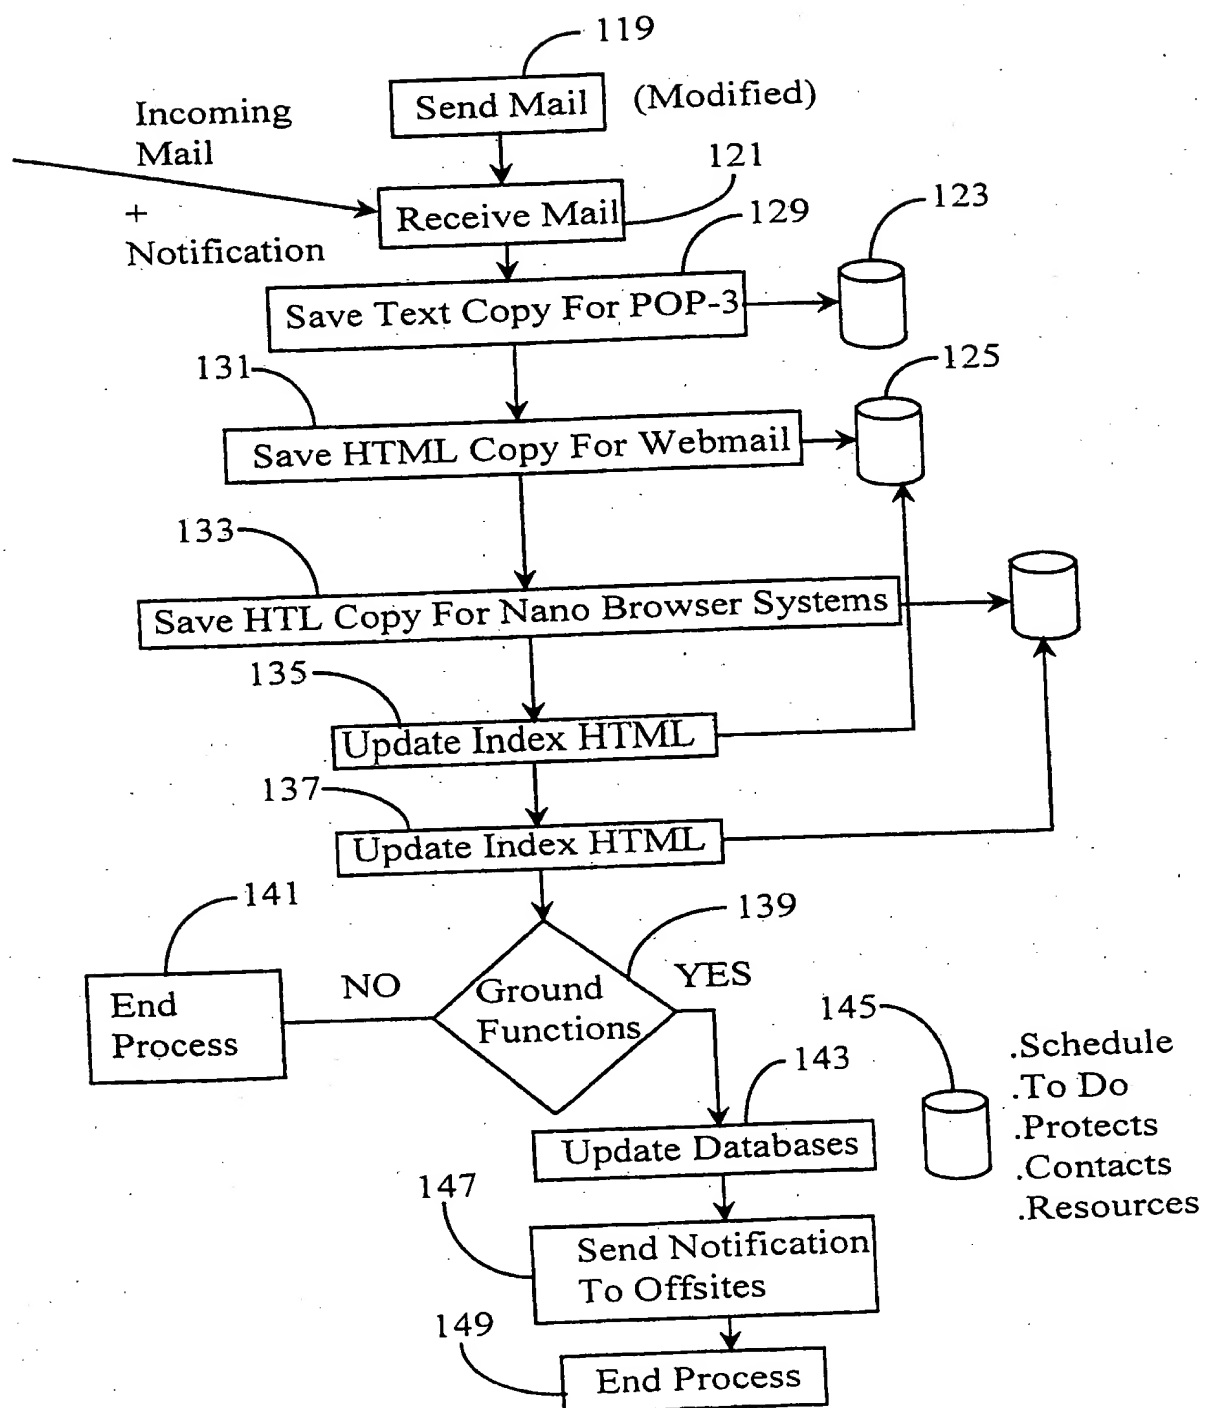 119
Send Mail
(Modified)
Incoming
Mail
+
Notification
121
Receive Mail
129
123
Save Text Copy For POP-3
131
125
Save HTML Copy For Webmail
133
Save HTL Copy For Nano Browser Systems
135
Update Index HTML
137
Update Index HTML
141
139
End
Process
NO
Ground
Functions
YES
145
.Schedule
.To Do
.Protects
.Contacts
.Resources
143
Update Databases
147
Send Notification
To Offsites
149
End Process